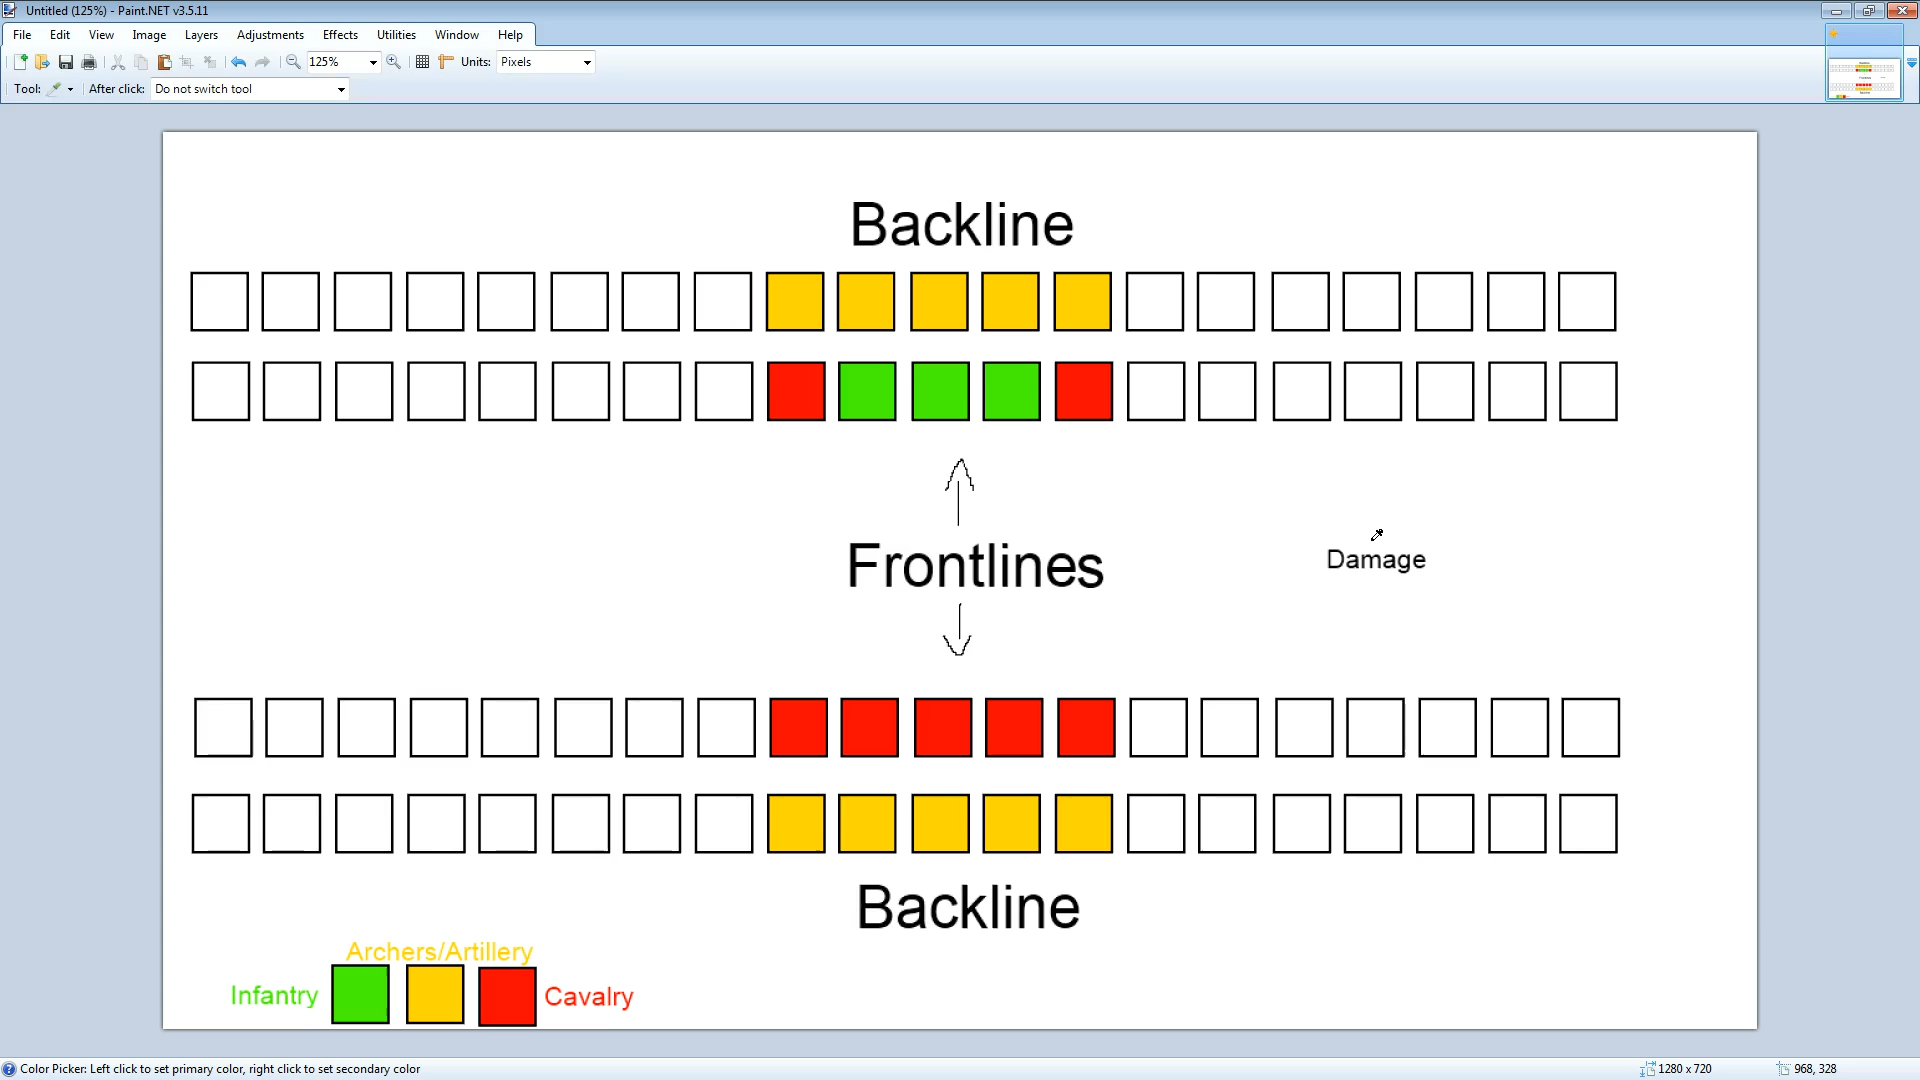 Untitled (125%) - Paint.NET v3.5.11
File Edit View Image Layers Adjustments Effects Utilities Window Help
125% Units: Pixels
Tool: After click: Do not switch tool
Backline
Frontlines
Damage
Backline
Archers/Artillery
Infantry Cavalry
Color Picker: Left click to set primary color, right click to set secondary color 1280 x 720 968, 328